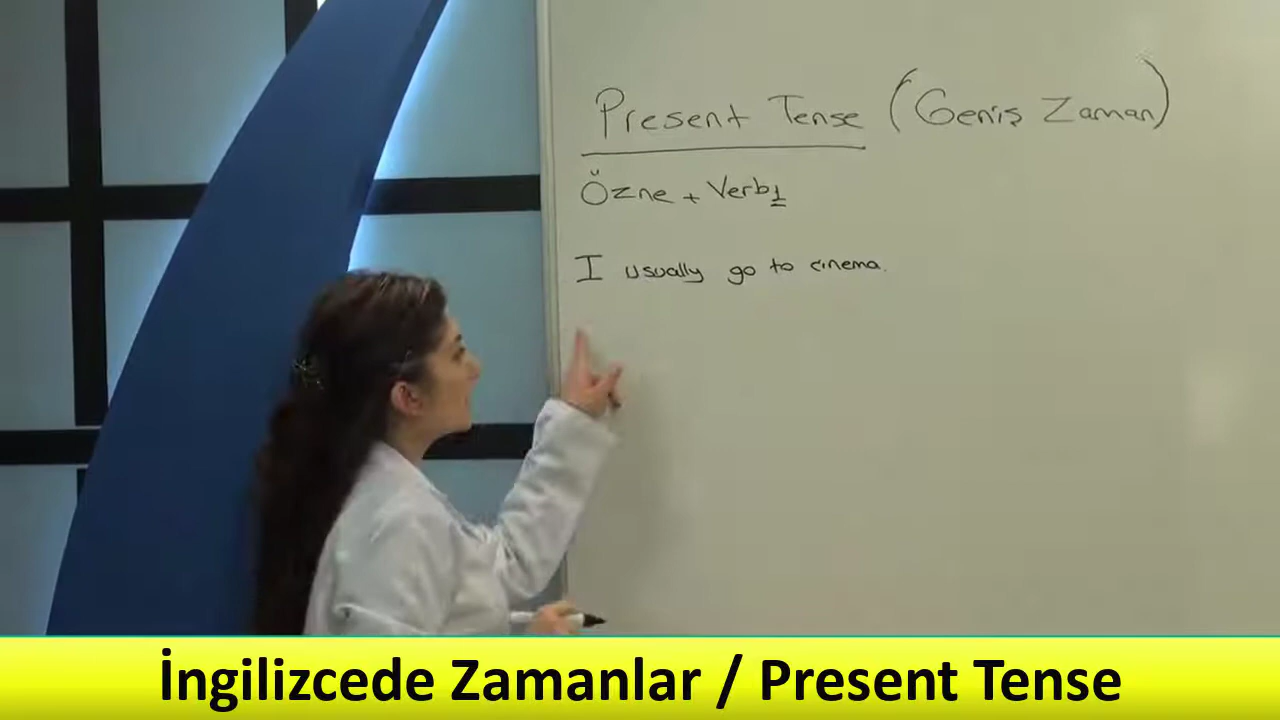 Present Tense (Geniş Zaman)
Özne + Verb1
I usually go to cinema.
İngilizcede Zamanlar / Present Tense